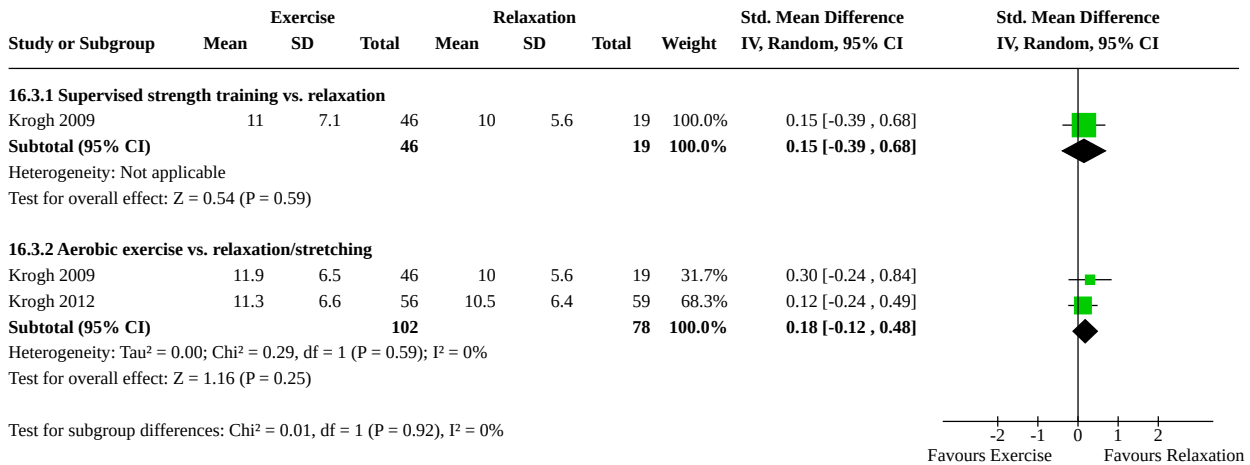 Exercise Relaxation Std. Mean Difference Std. Mean Difference
Study or Subgroup Mean SD Total Mean SD Total Weight IV, Random, 95% CI IV, Random, 95% CI
16.3.1 Supervised strength training vs. relaxation
Krogh 2009 11 7.1 46 10 5.6 19 100.0% 0.15 [-0.39 , 0.68]
Subtotal (95% CI) 46 19 100.0% 0.15 [-0.39 , 0.68]
Heterogeneity: Not applicable
Test for overall effect: Z = 0.54 (P = 0.59)
16.3.2 Aerobic exercise vs. relaxation/stretching
Krogh 2009 11.9 6.5 46 10 5.6 19 31.7% 0.30 [-0.24 , 0.84]
Krogh 2012 11.3 6.6 56 10.5 6.4 59 68.3% 0.12 [-0.24 , 0.49]
Subtotal (95% CI) 102 78 100.0% 0.18 [-0.12 , 0.48]
Heterogeneity: Tau² = 0.00; Chi² = 0.29, df = 1 (P = 0.59); I² = 0%
Test for overall effect: Z = 1.16 (P = 0.25)
Test for subgroup differences: Chi² = 0.01, df = 1 (P = 0.92), I² = 0%
-2 -1 0 1 2
Favours Exercise Favours Relaxation